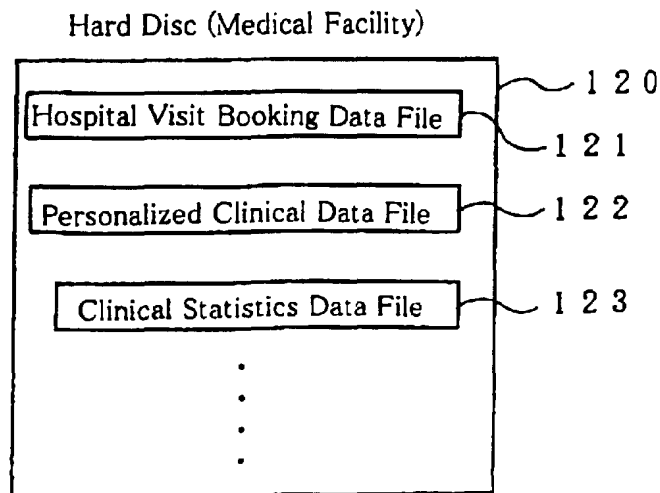 Hard Disc (Medical Facility)
120
Hospital Visit Booking Data File
121
Personalized Clinical Data File
122
Clinical Statistics Data File
123